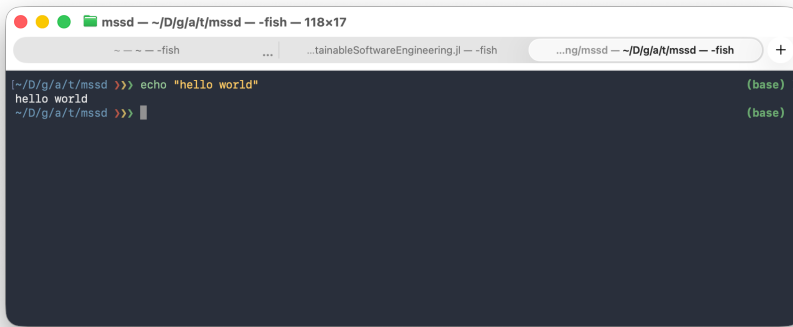 mssd — ~/D/g/a/t/mssd — -fish — 118×17
~ — ~ — -fish ... ...tainableSoftwareEngineering.jl — -fish ...ng/mssd — ~/D/g/a/t/mssd — -fish +
[~/D/g/a/t/mssd ❯❯❯ echo "hello world" (base)
hello world
~/D/g/a/t/mssd ❯❯❯ (base)